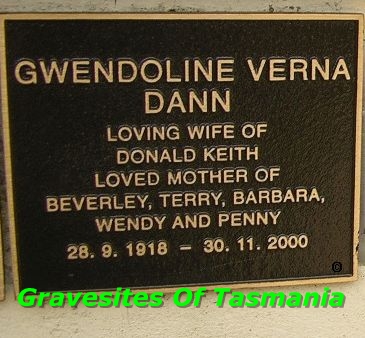 GWENDOLINE VERNA
DANN
LOVING WIFE OF
DONALD KEITH
LOVED MOTHER OF
BEVERLEY, TERRY, BARBARA,
WENDY AND PENNY
28. 9. 1918 – 30. 11. 2000
Gravesites Of Tasmania